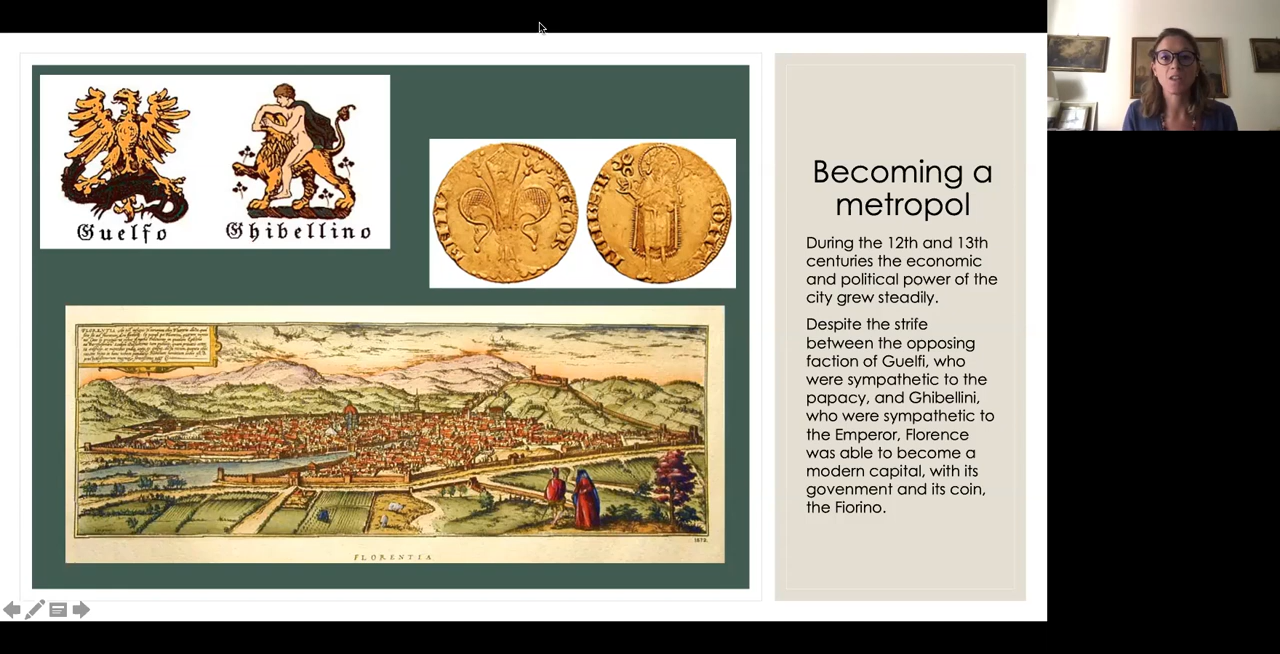 Guelfo
Ghibellino
Becoming a
metropol
During the 12th and 13th
centuries the economic
and political power of the
city grew steadily.
Despite the strife
between the opposing
faction of Guelfi, who
were sympathetic to the
papacy, and Ghibellini,
who were sympathetic to
the Emperor, Florence
was able to become a
modern capital, with its
govenment and its coin,
the Fiorino.
FLORENTIA